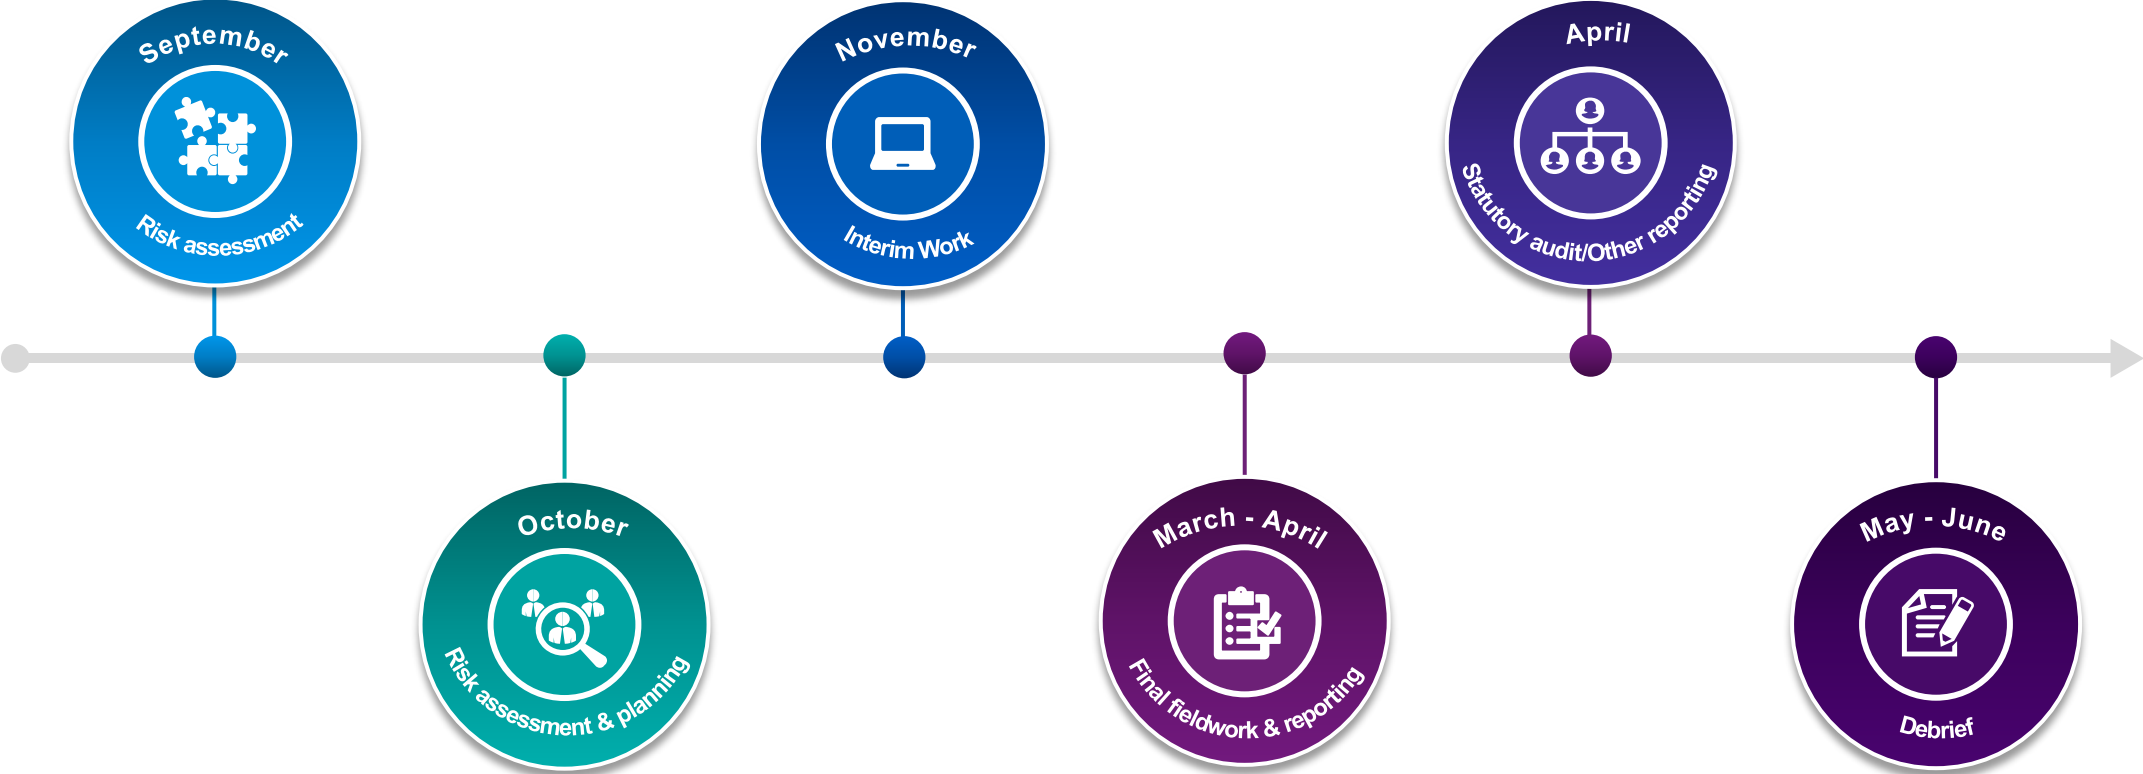 September
Risk assessment
October
Risk assessment & planning
November
Interim Work
March - April
Final fieldwork & reporting
April
Statutory audit/Other reporting
May - June
Debrief